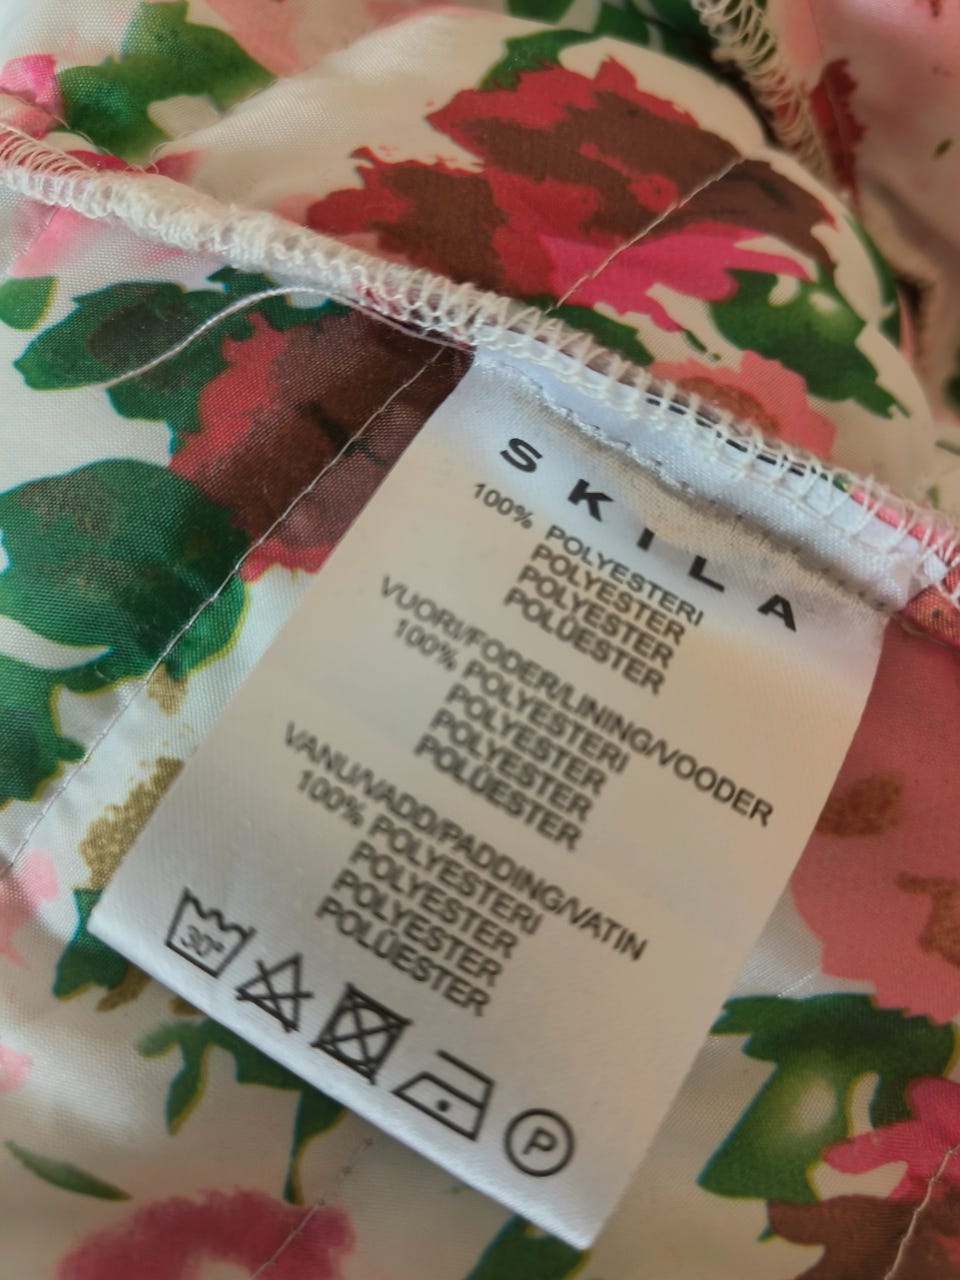 SKILA
100% POLYESTERI
POLYESTER
POLYESTER
POLÜESTER
VUORI/FODER/LINING/VOODER
100% POLYESTERI
POLYESTER
POLYESTER
POLÜESTER
VANU/VADD/PADDING/VATIN
100% POLYESTERI
POLYESTER
POLYESTER
POLÜESTER
30° P